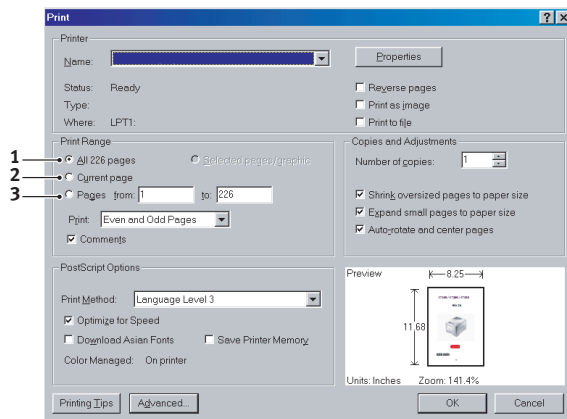 Print
Printer
Name:
Properties
Status: Ready
Type:
Where: LPT1:
Reverse pages
Print as image
Print to file
Print Range
1 All 226 pages Selected pages/graphic
2 Current page
3 Pages from: 1 to: 226
Print: Even and Odd Pages
Comments
Copies and Adjustments
Number of copies: 1
Shrink oversized pages to paper size
Expand small pages to paper size
Auto-rotate and center pages
PostScript Options
Print Method: Language Level 3
Optimize for Speed
Download Asian Fonts Save Printer Memory
Color Managed: On printer
Preview
8.25
11.68
Units: Inches Zoom: 141.4%
Printing Tips Advanced... OK Cancel